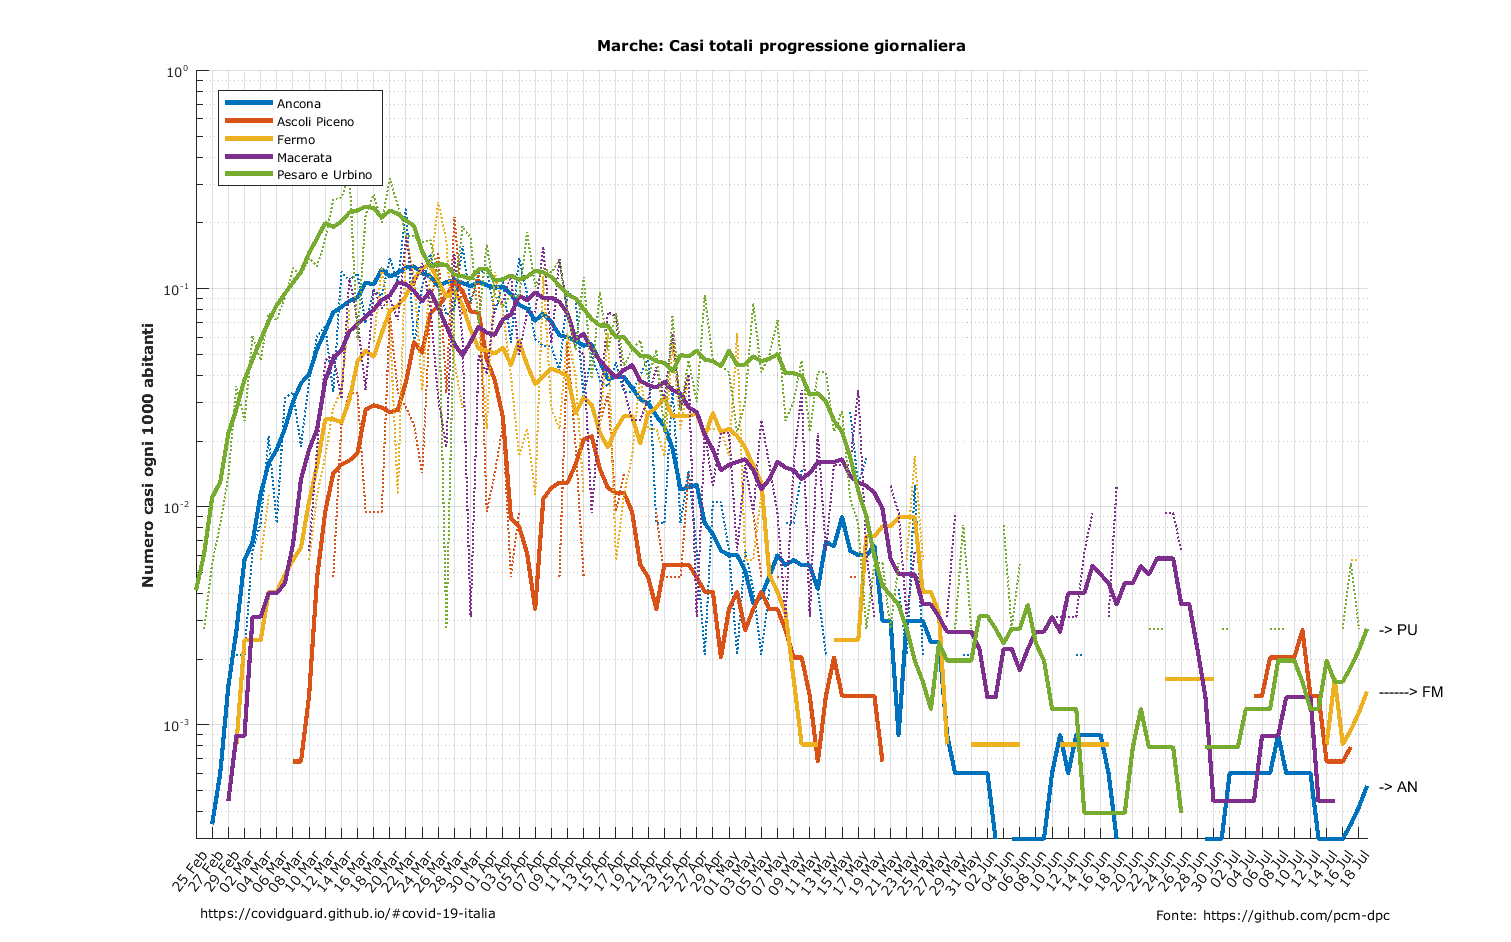 Marche: Casi totali progressione giornaliera
Numero casi ogni 1000 abitanti
10⁰
10⁻¹
10⁻²
10⁻³
Ancona
Ascoli Piceno
Fermo
Macerata
Pesaro e Urbino
-> PU
------> FM
-> AN
25 Feb
27 Feb
29 Feb
02 Mar
04 Mar
06 Mar
08 Mar
10 Mar
12 Mar
14 Mar
16 Mar
18 Mar
20 Mar
22 Mar
24 Mar
26 Mar
28 Mar
30 Mar
01 Apr
03 Apr
05 Apr
07 Apr
09 Apr
11 Apr
13 Apr
15 Apr
17 Apr
19 Apr
21 Apr
23 Apr
25 Apr
27 Apr
29 Apr
01 May
03 May
05 May
07 May
09 May
11 May
13 May
15 May
17 May
19 May
21 May
23 May
25 May
27 May
29 May
31 May
02 Jun
04 Jun
06 Jun
08 Jun
10 Jun
12 Jun
14 Jun
16 Jun
18 Jun
20 Jun
22 Jun
24 Jun
26 Jun
28 Jun
30 Jun
02 Jul
04 Jul
06 Jul
08 Jul
10 Jul
12 Jul
14 Jul
16 Jul
18 Jul
https://covidguard.github.io/#covid-19-italia
Fonte: https://github.com/pcm-dpc